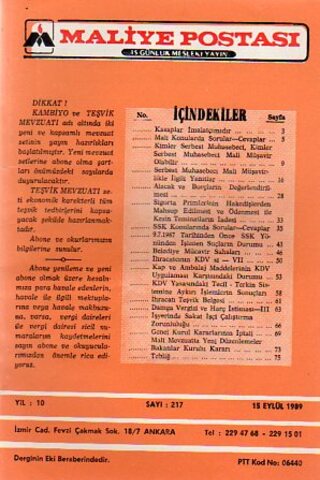 MALİYE POSTASI
15 GÜNLÜK MESLEKİ YAYIN
DİKKAT !
KAMBİYO ve TEŞVİK
MEVZUATI adı altında iki
yeni ve kapsamlı mevzuat
setinin yayın hazırlıkları
başlatılmıştır. Yeni mevzuat
setlerine abone olma şart-
ları önümüzdeki sayılarda
duyurulacaktır.
TEŞVİK MEVZUATI se-
ti ekonomik karekterli tüm
teşvik tedbirlerini kapsa-
yacak şekilde hazırlanmak-
tadır.
Abone ve okurlarımızın
bilgilerine sunulur.
Abone yenileme ve yeni
abone olmak üzere hesabı-
mıza para havale edenlerin,
havale ile ilgili mektupla-
rına veya havale makbuzu-
na, varsa, vergi daireleri
ile vergi dairesi sicil nu-
maralarını kaydetmelerini
sayın abone ve okuyucula-
rımızdan önemle rica edi-
yoruz.
No. İÇİNDEKİLER Sayfa
Kasaplar İmalatçımıdır 3
Mali Konularda Sorular—Cevaplar 5
Kimler Serbest Muhasebeci, Kimler
Serbest Muhasebeci Mali Müşavir
Olabilir 9
Serbest Muhasebeci Mali Müşavir-
likle İlgili Yanıtlar 17
Alacak ve Borçların Değerlendiril-
mesi 28
Sigorta Primlerinin Hakedişlerden
Mahsup Edilmesi ve Ödenmesi ile
Kesin Teminatların İadesi 33
SSK Konularında Sorular—Cevaplar 35
9.7.1987 Tarihinden Önce SSK Yö-
nünden İşlenen Suçların Durumu 43
Belediye Mücavir Sahaları 47
İhracatının KDV si — VII 50
Kap ve Ambalaj Maddelerinin KDV
Uygulaması Karşısındaki Durumu 53
KDV Yasasındaki Tecil - Terkin Sis-
temine Aykırı İşlemlerin Sonuçları 58
İhracatı Teşvik Belgesi 61
Damga Vergisi ve Harç İstisnası—III 63
İşyerinde Sakat İşçi Çalıştırma
Zorunluluğu 66
Genel Kurul Kararlarının İptali
Mali Mevzuatta Yeni Düzenlemeler
Bakanlar Kurulu Kararı 73
Tebliğ 75
YIL : 10 SAYI : 217 15 EYLÜL 1989
İzmir Cad. Fevzi Çakmak Sok. 18/7 ANKARA Tel : 229 47 68 - 229 15 01
Derginin Eki Beraberindedir. PTT Kod No: 06440